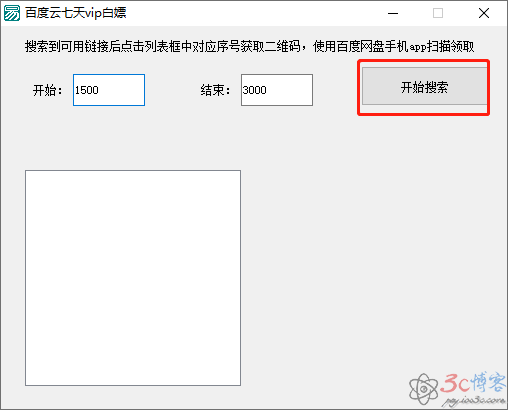 百度云七天vip白嫖
搜索到可用链接后点击列表框中对应序号获取二维码，使用百度网盘手机app扫描领取
开始： 1500 结束： 3000 开始搜索
3c博客